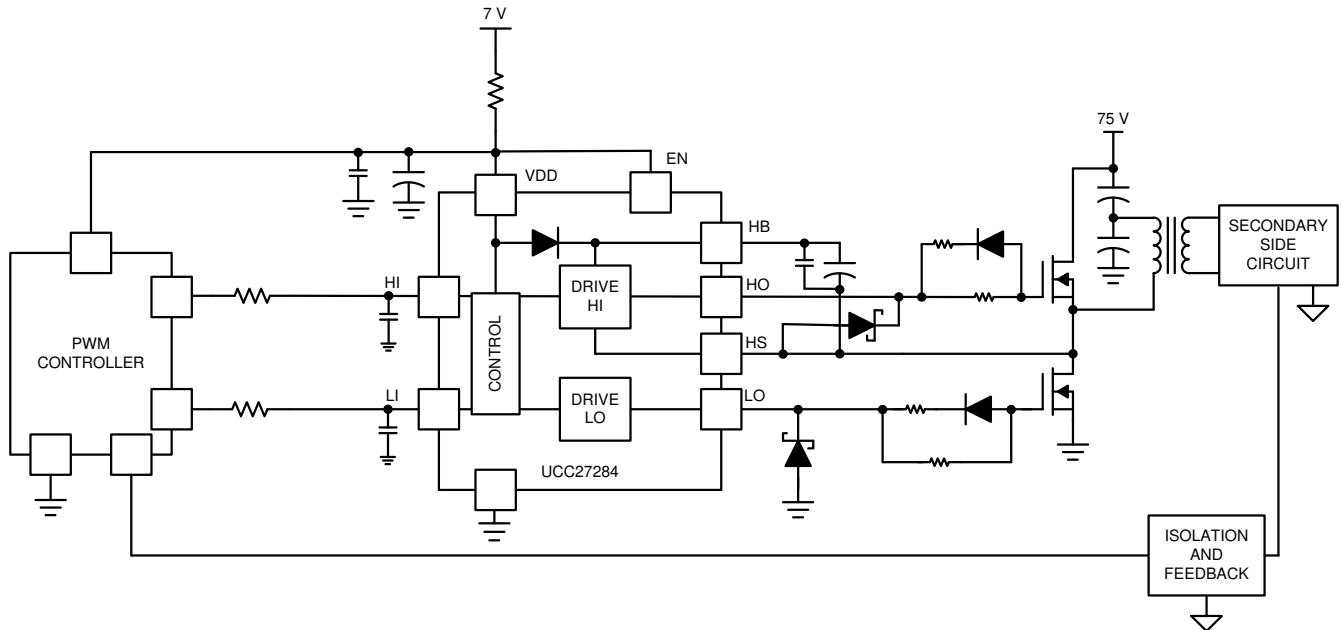 7 V
75 V
EN
VDD
HB
SECONDARY
SIDE
CIRCUIT
HI
DRIVE
HI
HO
PWM
CONTROLLER
CONTROL
HS
LI
DRIVE
LO
LO
UCC27284
ISOLATION
AND
FEEDBACK